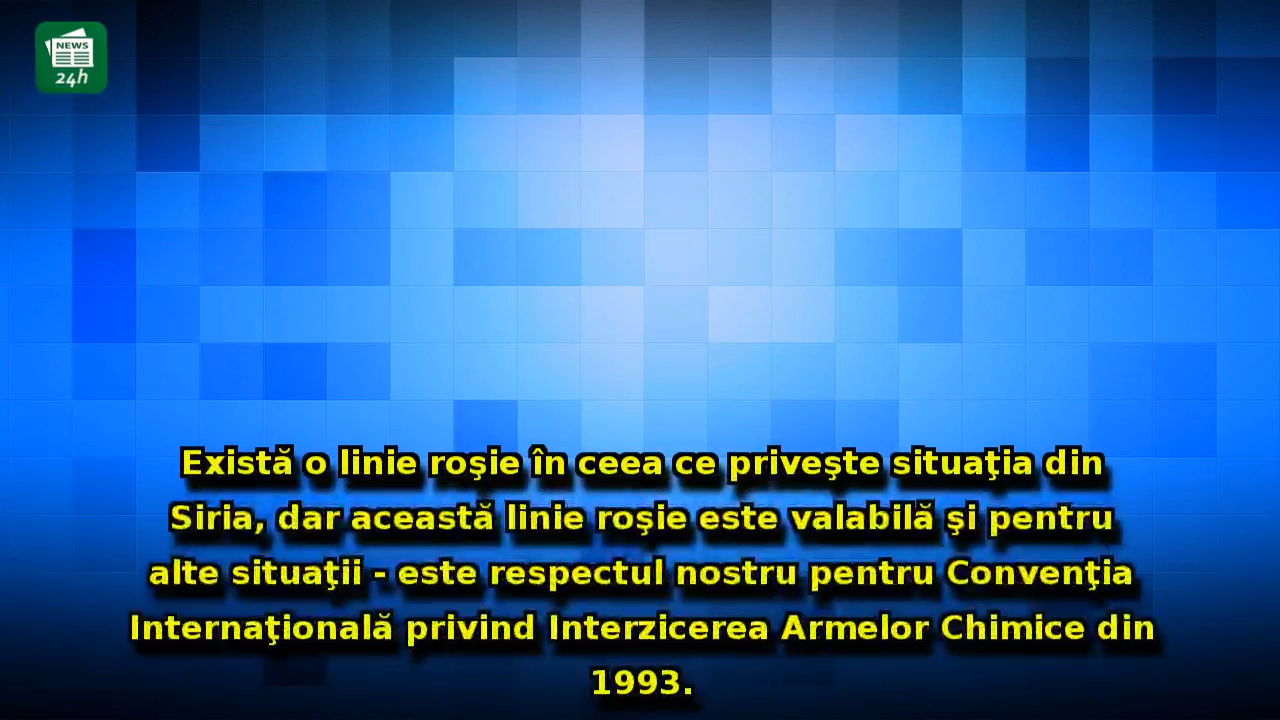 NEWS
24h
Există o linie roşie în ceea ce priveşte situaţia din
Siria, dar această linie roşie este valabilă şi pentru
alte situaţii - este respectul nostru pentru Convenţia
Internaţională privind Interzicerea Armelor Chimice din
1993.